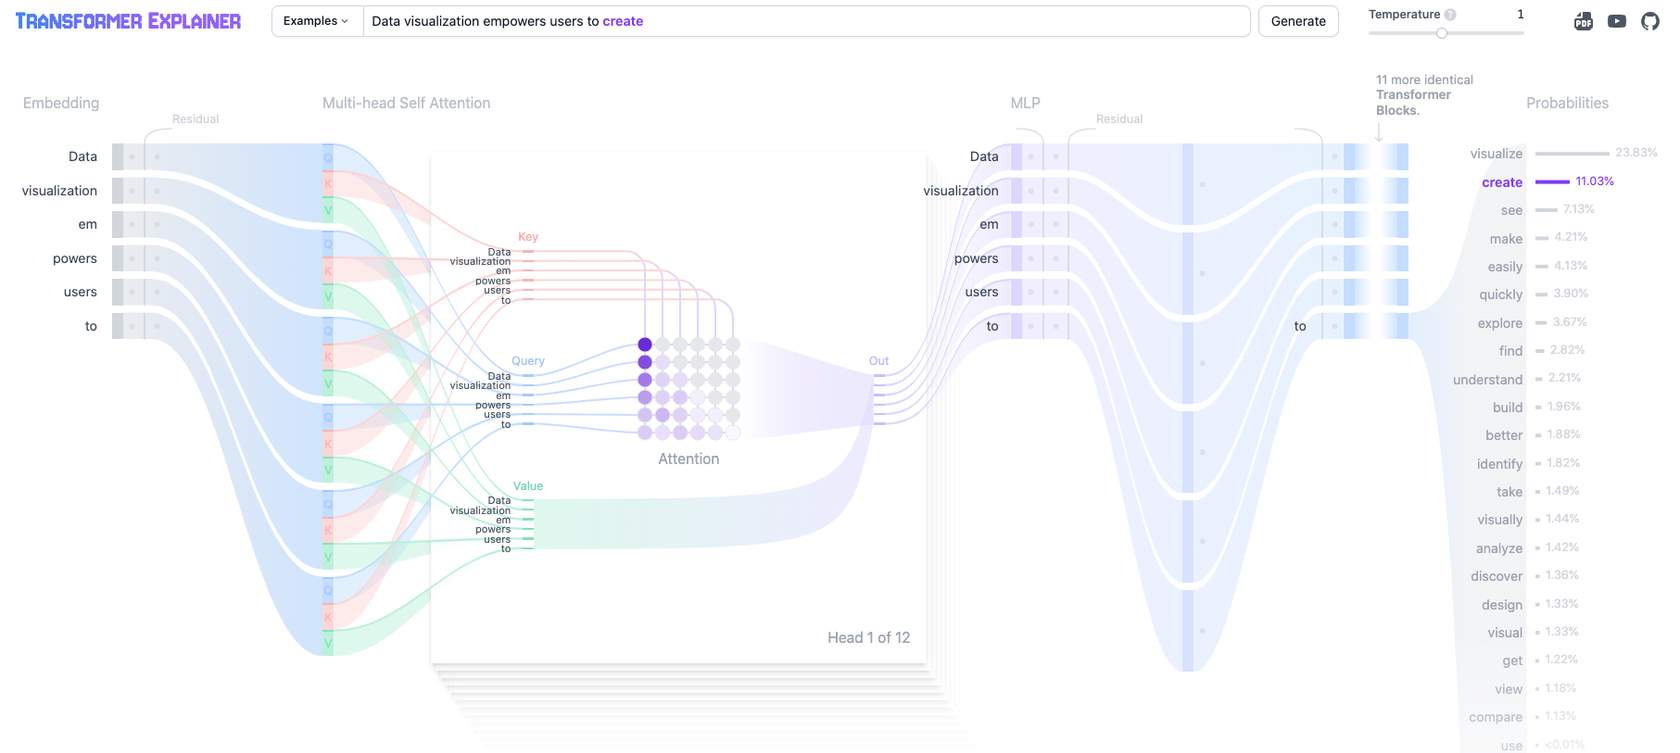 TRANSFORMER EXPLAINER
Examples
Data visualization empowers users to create
Generate
Temperature ?
1
PDF
Embedding
Residual
Multi-head Self Attention
MLP
Residual
11 more identical
Transformer
Blocks.
Probabilities
Data
visualization
em
powers
users
to
Q
K
V
Q
K
V
Q
K
V
Q
K
V
Q
K
V
Q
K
V
Q
K
V
Key
Data
visualization
em
powers
users
to
Query
Data
visualization
em
powers
users
to
Value
Data
visualization
em
powers
users
to
Attention
Out
Head 1 of 12
Data
visualization
em
powers
users
to
to
visualize 23.83%
create 11.03%
see 7.13%
make 4.21%
easily 4.13%
quickly 3.90%
explore 3.67%
find 2.82%
understand 2.21%
build 1.96%
better 1.88%
identify 1.82%
take 1.49%
visually 1.44%
analyze 1.42%
discover 1.36%
design 1.33%
visual 1.33%
get 1.22%
view 1.18%
compare 1.13%
use <0.01%